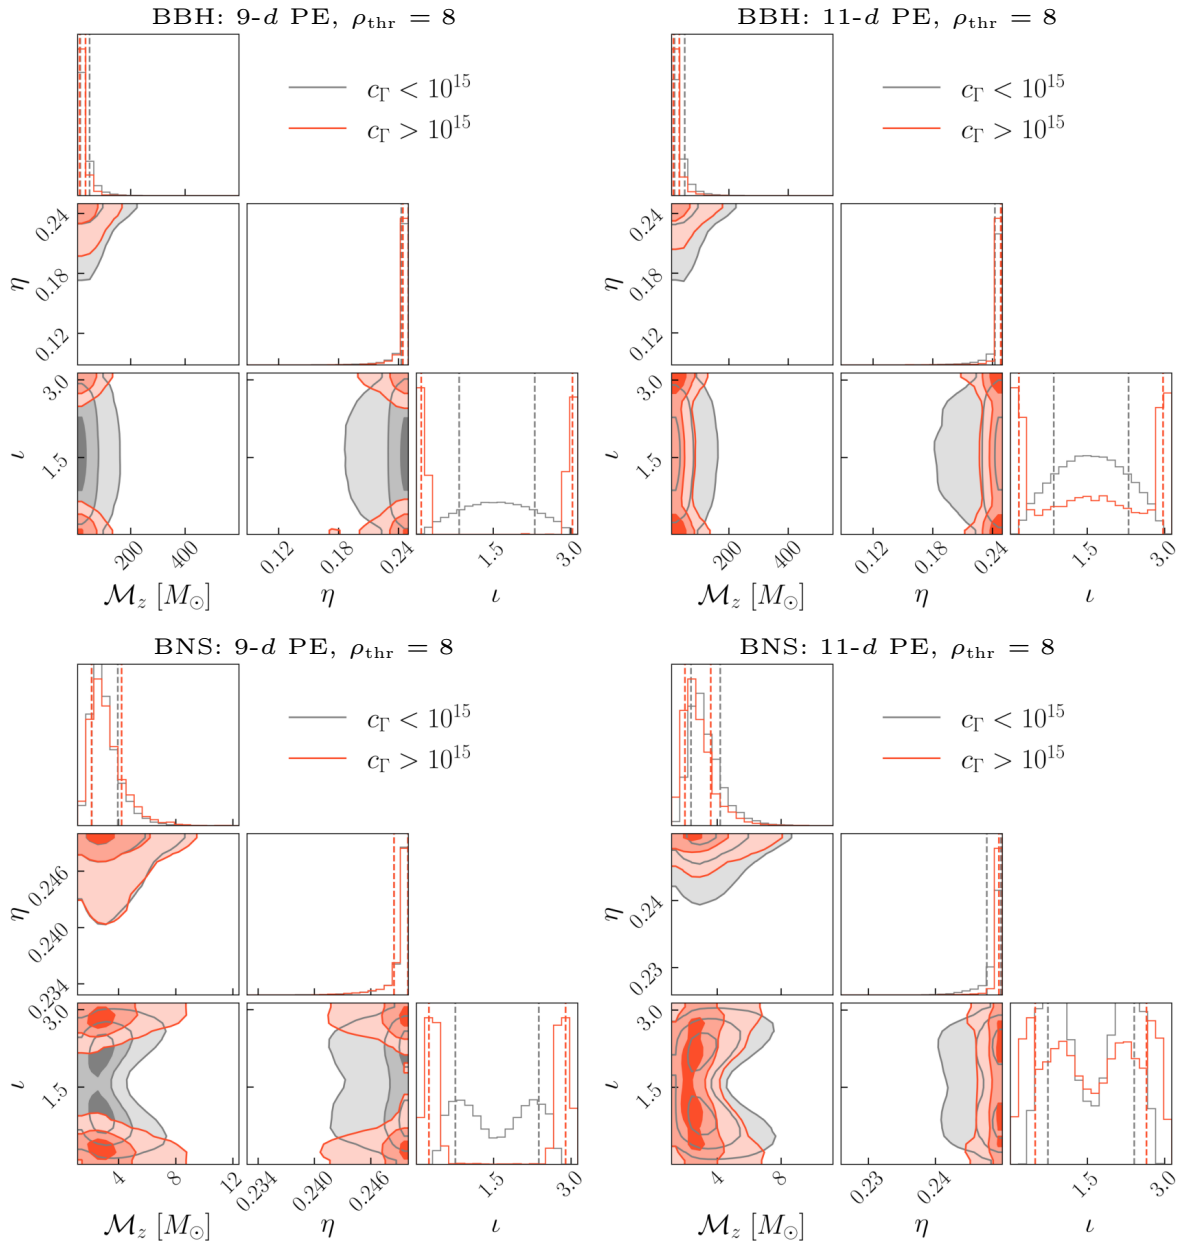 BBH: 9-d PE, ρthr = 8
cΓ < 10^15
cΓ > 10^15
0.24
0.18
0.12
η
3.0
1.5
ι
200
400
0.12
0.18
0.24
1.5
3.0
ℳz [M⊙]
η
ι
BBH: 11-d PE, ρthr = 8
cΓ < 10^15
cΓ > 10^15
0.24
0.18
0.12
η
3.0
1.5
ι
200
400
0.12
0.18
0.24
1.5
3.0
ℳz [M⊙]
η
ι
BNS: 9-d PE, ρthr = 8
cΓ < 10^15
cΓ > 10^15
0.246
0.240
0.234
η
3.0
1.5
ι
4
8
12
0.234
0.240
0.246
1.5
3.0
ℳz [M⊙]
η
ι
BNS: 11-d PE, ρthr = 8
cΓ < 10^15
cΓ > 10^15
0.24
0.23
η
3.0
1.5
ι
4
8
0.23
0.24
1.5
3.0
ℳz [M⊙]
η
ι